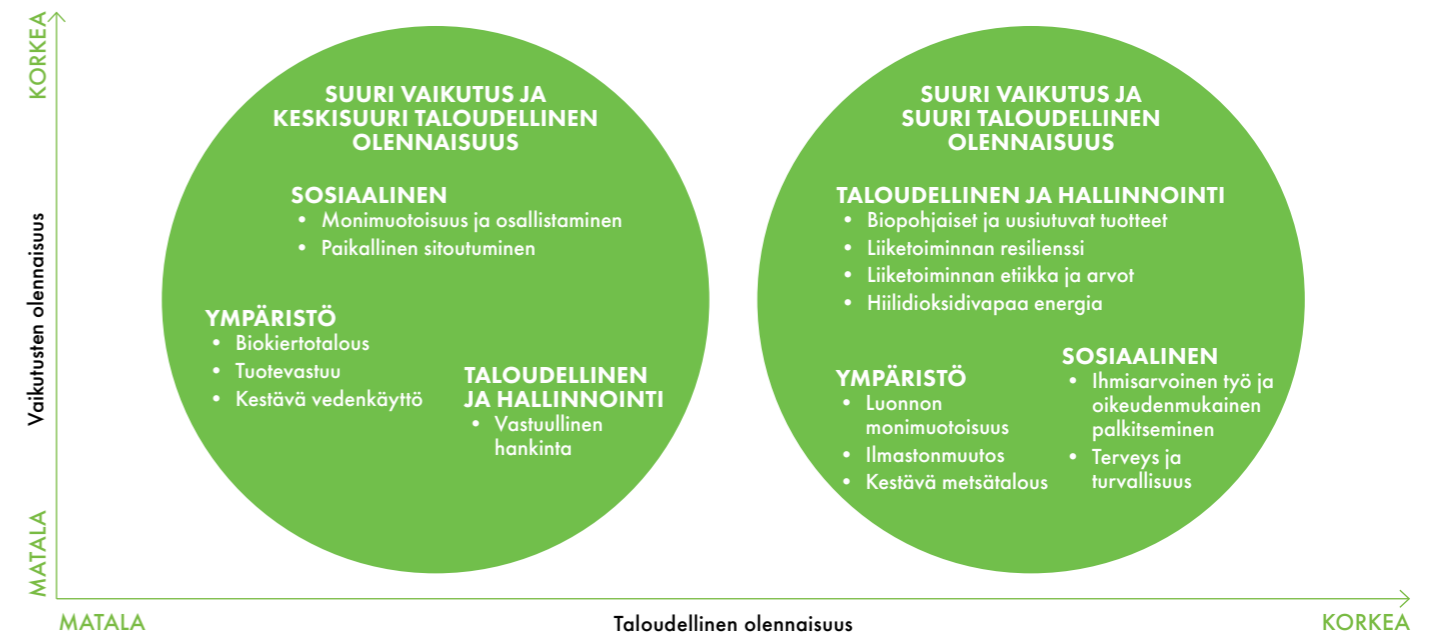 KORKEA
Vaikutusten olennaisuus
MATALA
SUURI VAIKUTUS JA
KESKISUURI TALOUDELLINEN
OLENNAISUUS
SOSIAALINEN
• Monimuotoisuus ja osallistaminen
• Paikallinen sitoutuminen
YMPÄRISTÖ
• Biokiertotalous
• Tuotevastuu
• Kestävä vedenkäyttö
TALOUDELLINEN
JA HALLINNOINTI
• Vastuullinen
hankinta
SUURI VAIKUTUS JA
SUURI TALOUDELLINEN
OLENNAISUUS
TALOUDELLINEN JA HALLINNOINTI
• Biopohjaiset ja uusiutuvat tuotteet
• Liiketoiminnan resilienssi
• Liiketoiminnan etiikka ja arvot
• Hiilidioksidivapaa energia
YMPÄRISTÖ
• Luonnon
monimuotoisuus
• Ilmastonmuutos
• Kestävä metsätalous
SOSIAALINEN
• Ihmisarvoinen työ ja
oikeudenmukainen
palkitseminen
• Terveys ja
turvallisuus
MATALA
Taloudellinen olennaisuus
KORKEA